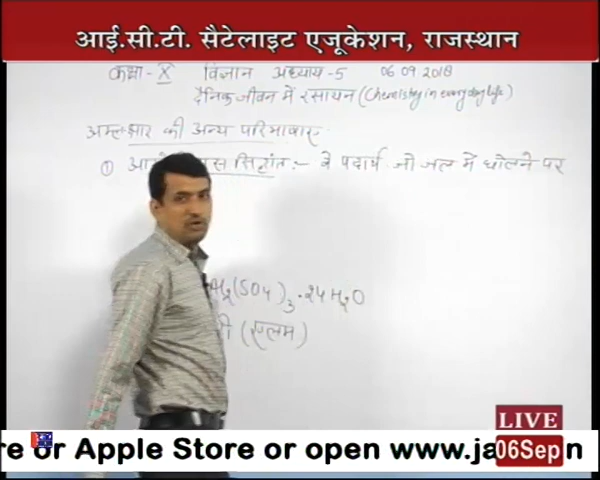 आई.सी.टी. सैटेलाइट एजूकेशन, राजस्थान
कक्षा-X विज्ञान अध्याय-5 06 09 2018
दैनिक जीवन में रसायन (Chemistry in everyday life)
अम्ल-क्षार की अन्य परिभाषाएं
① सिद्वांत :- वे पदार्थ जो जल में घोलने पर
(SO4)3 . 24 H2O
(एलम)
LIVE
re or Apple Store or open www.ja
06Sep